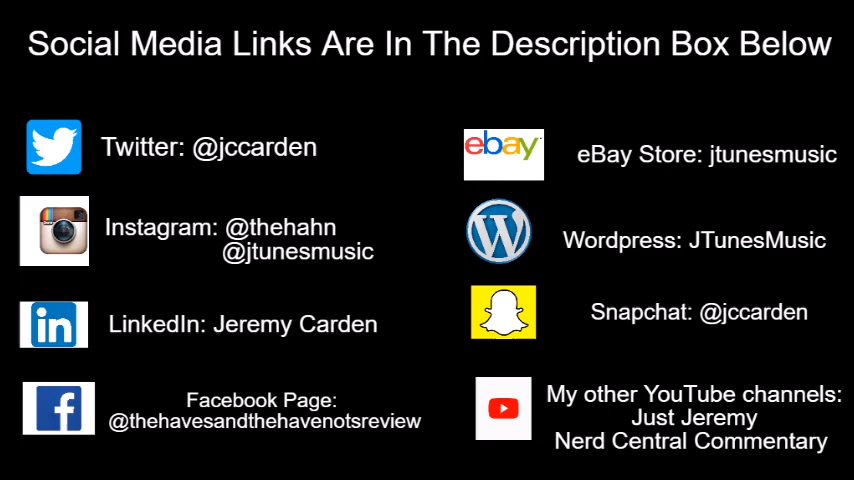 Social Media Links Are In The Description Box Below
Twitter: @jccarden
Instagram: @thehahn
@jtunesmusic
in LinkedIn: Jeremy Carden
f Facebook Page:
@thehavesandthehavenotsreview
ebay eBay Store: jtunesmusic
W Wordpress: JTunesMusic
Snapchat: @jccarden
My other YouTube channels:
Just Jeremy
Nerd Central Commentary